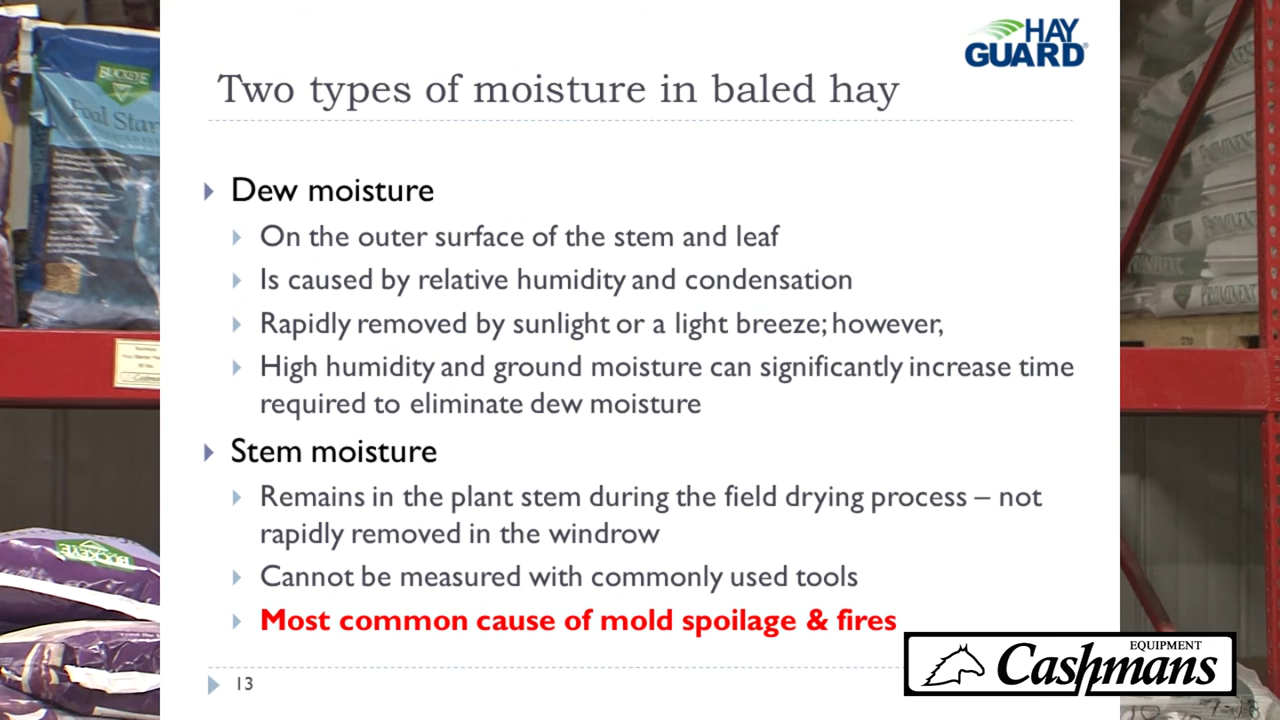 HAY
GUARD®
Two types of moisture in baled hay
Dew moisture
On the outer surface of the stem and leaf
Is caused by relative humidity and condensation
Rapidly removed by sunlight or a light breeze; however,
High humidity and ground moisture can significantly increase time
required to eliminate dew moisture
Stem moisture
Remains in the plant stem during the field drying process – not
rapidly removed in the windrow
Cannot be measured with commonly used tools
Most common cause of mold spoilage & fires
13
EQUIPMENT
Cashmans
BUCKEYE
Foal Star
BUCKEYE
PROMINENT
PROMINENT